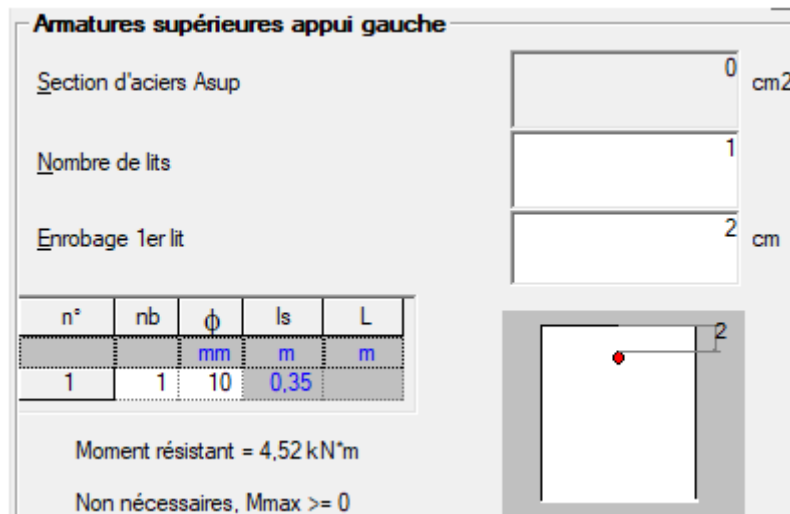 Armatures supérieures appui gauche
Section d'aciers Asup 0 cm2
Nombre de lits 1
Enrobage 1er lit 2 cm
n° nb ϕ ls L
mm m m
1 1 10 0,35
2
Moment résistant = 4,52 kN*m
Non nécessaires, Mmax >= 0